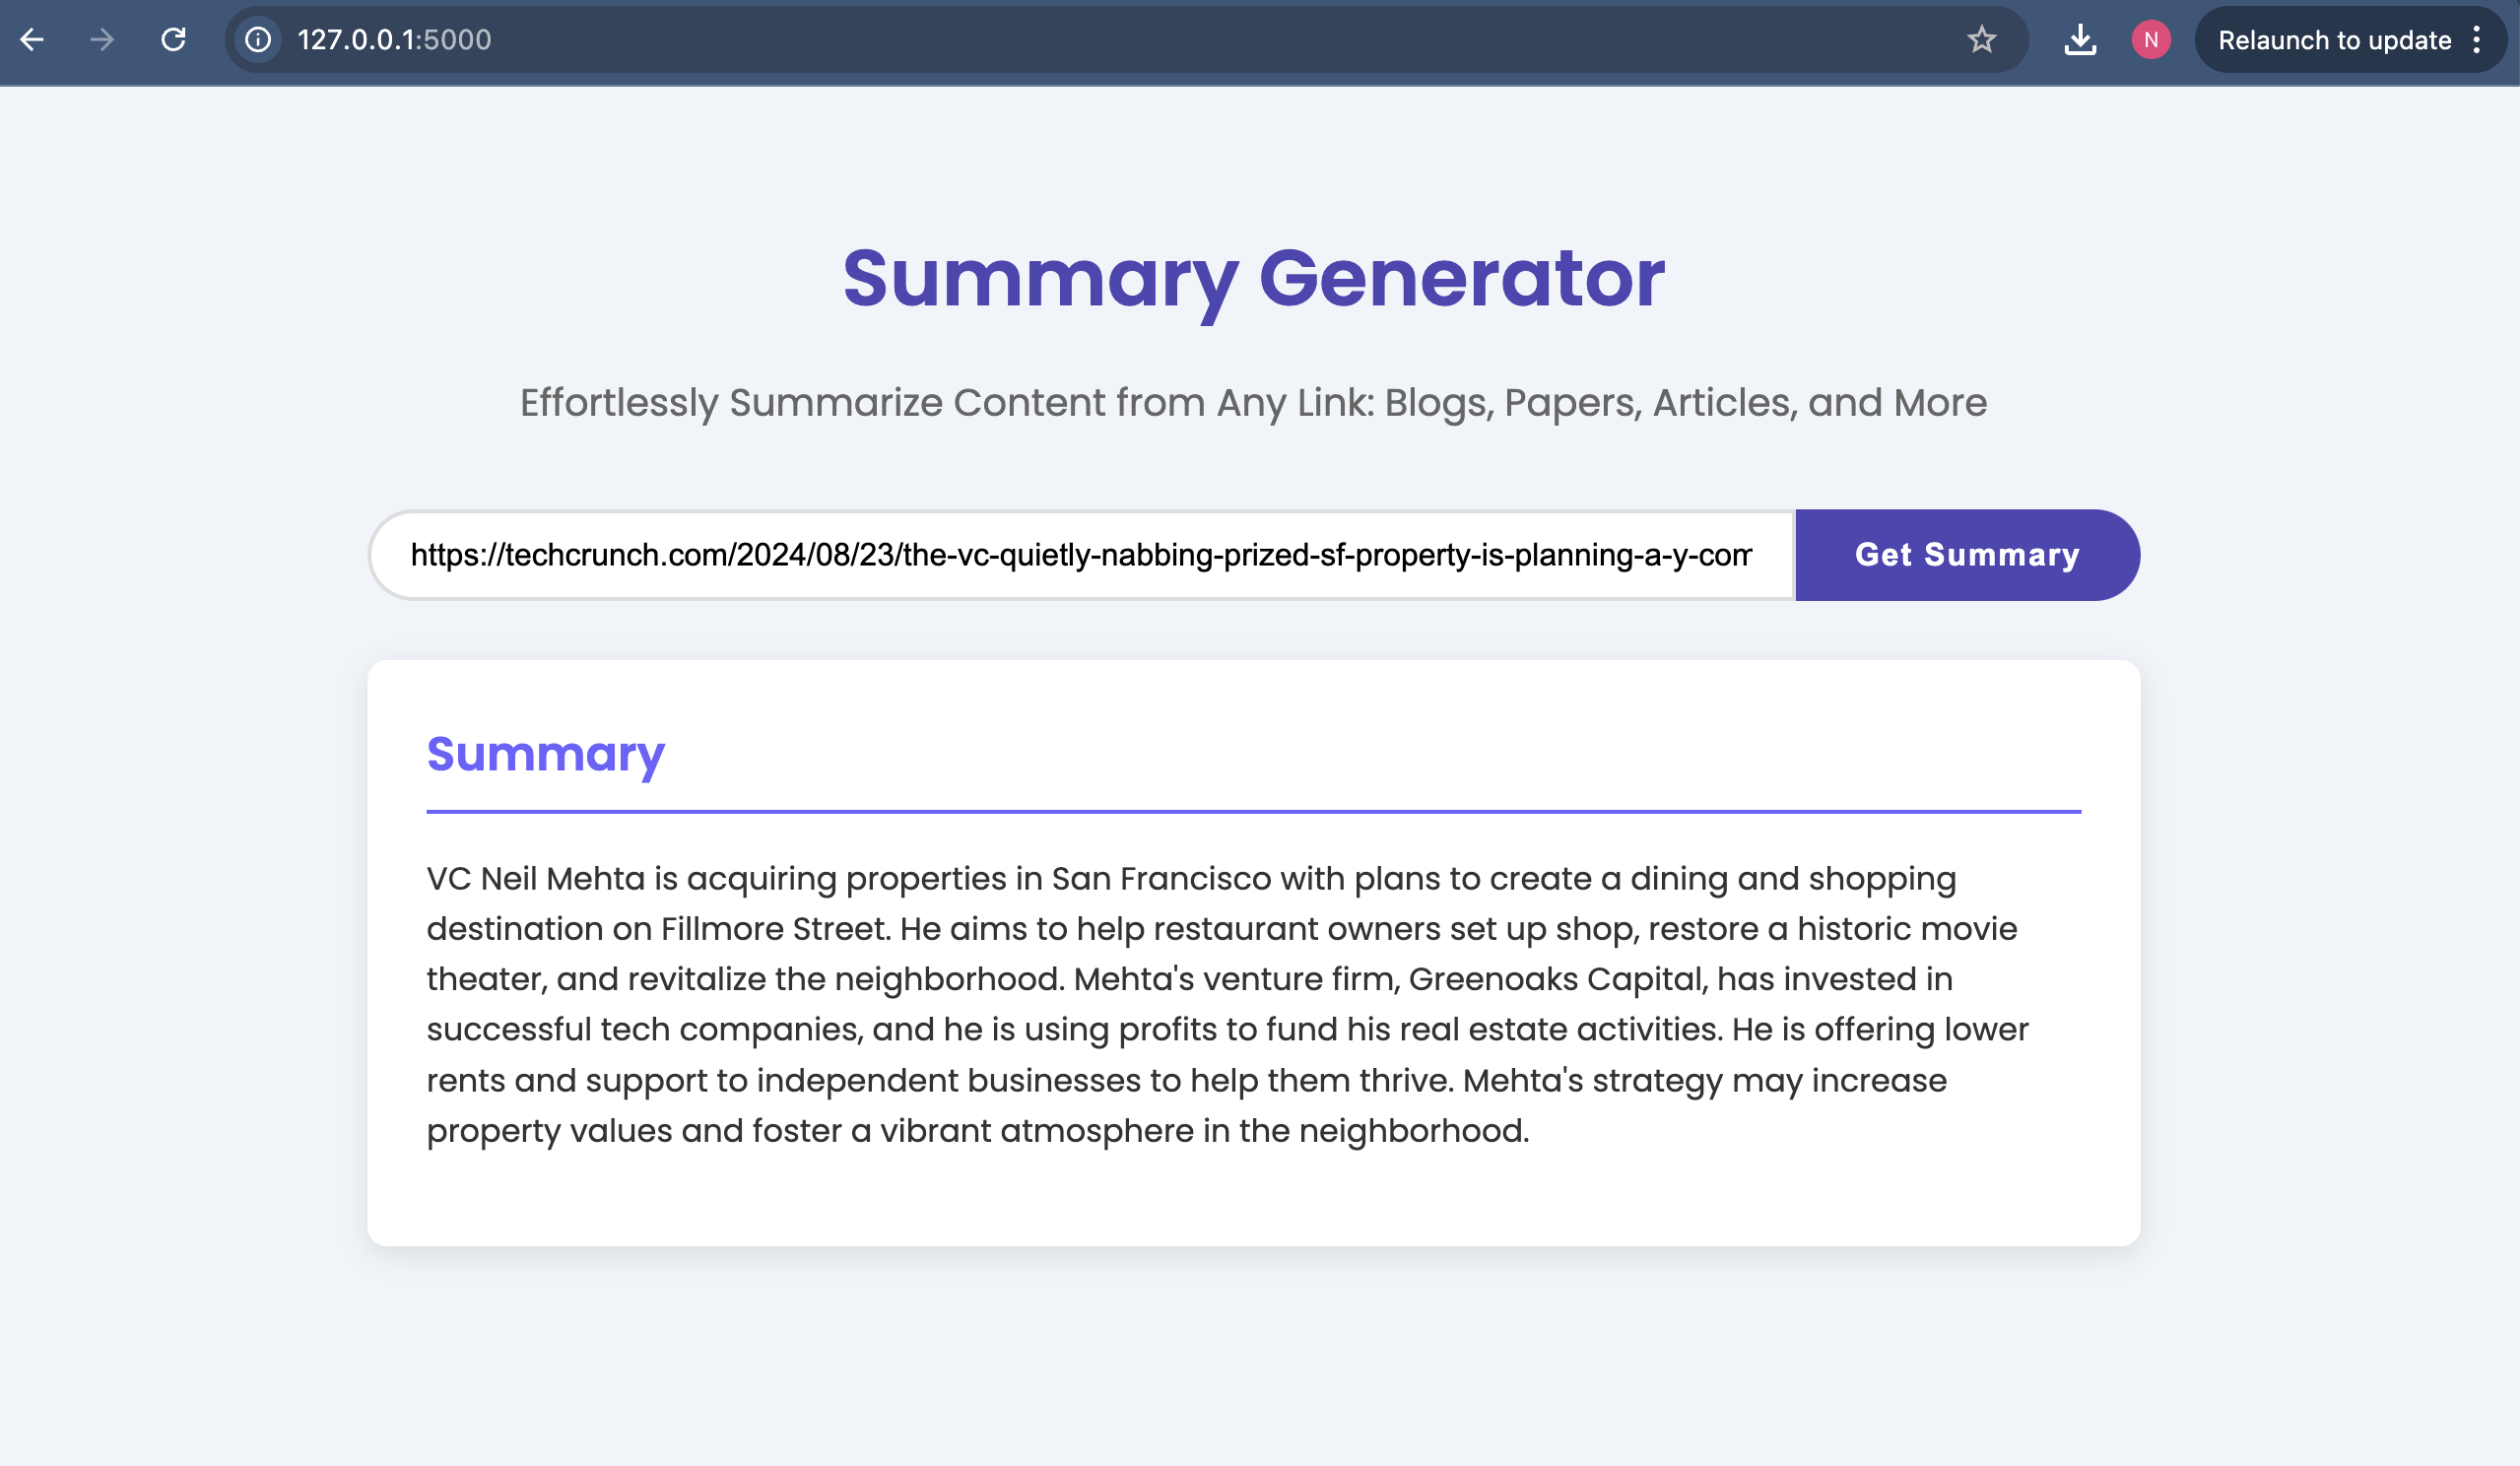 127.0.0.1:5000
N
Relaunch to update
Summary Generator
Effortlessly Summarize Content from Any Link: Blogs, Papers, Articles, and More
https://techcrunch.com/2024/08/23/the-vc-quietly-nabbing-prized-sf-property-is-planning-a-y-com
Get Summary
Summary
VC Neil Mehta is acquiring properties in San Francisco with plans to create a dining and shopping
destination on Fillmore Street. He aims to help restaurant owners set up shop, restore a historic movie
theater, and revitalize the neighborhood. Mehta's venture firm, Greenoaks Capital, has invested in
successful tech companies, and he is using profits to fund his real estate activities. He is offering lower
rents and support to independent businesses to help them thrive. Mehta's strategy may increase
property values and foster a vibrant atmosphere in the neighborhood.